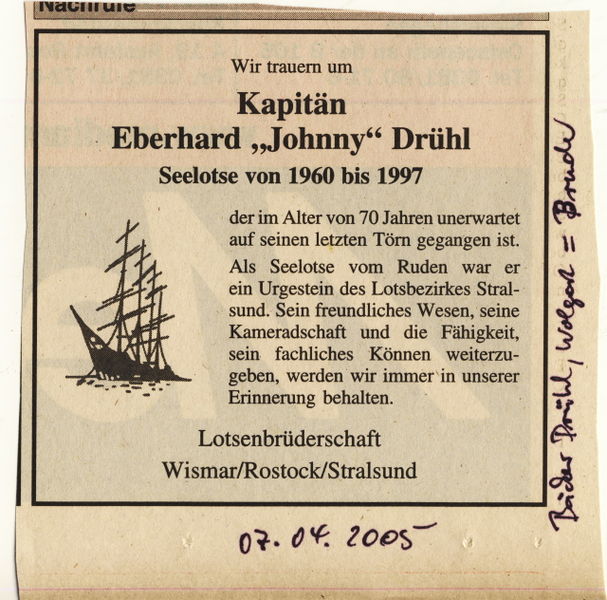 Nachrufe
Wir trauern um
Kapitän
Eberhard „Johnny“ Drühl
Seelotse von 1960 bis 1997
der im Alter von 70 Jahren unerwartet
auf seinen letzten Törn gegangen ist.
Als Seelotse vom Ruden war er
ein Urgestein des Lotsbezirkes Stral-
sund. Sein freundliches Wesen, seine
Kameradschaft und die Fähigkeit,
sein fachliches Können weiterzu-
geben, werden wir immer in unserer
Erinnerung behalten.
Lotsenbrüderschaft
Wismar/Rostock/Stralsund
07. 04. 2005
Bäcker Drühl, Wolgast = Bruder